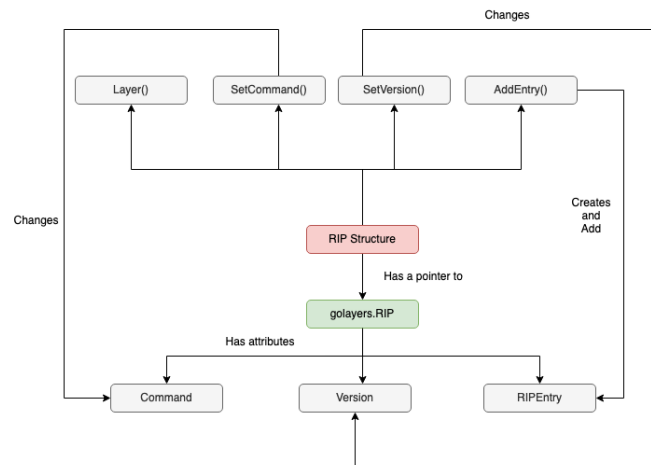 Changes
Layer()
SetCommand()
SetVersion()
AddEntry()
Changes
Creates
and
Add
RIP Structure
Has a pointer to
golayers.RIP
Has attributes
Command
Version
RIPEntry